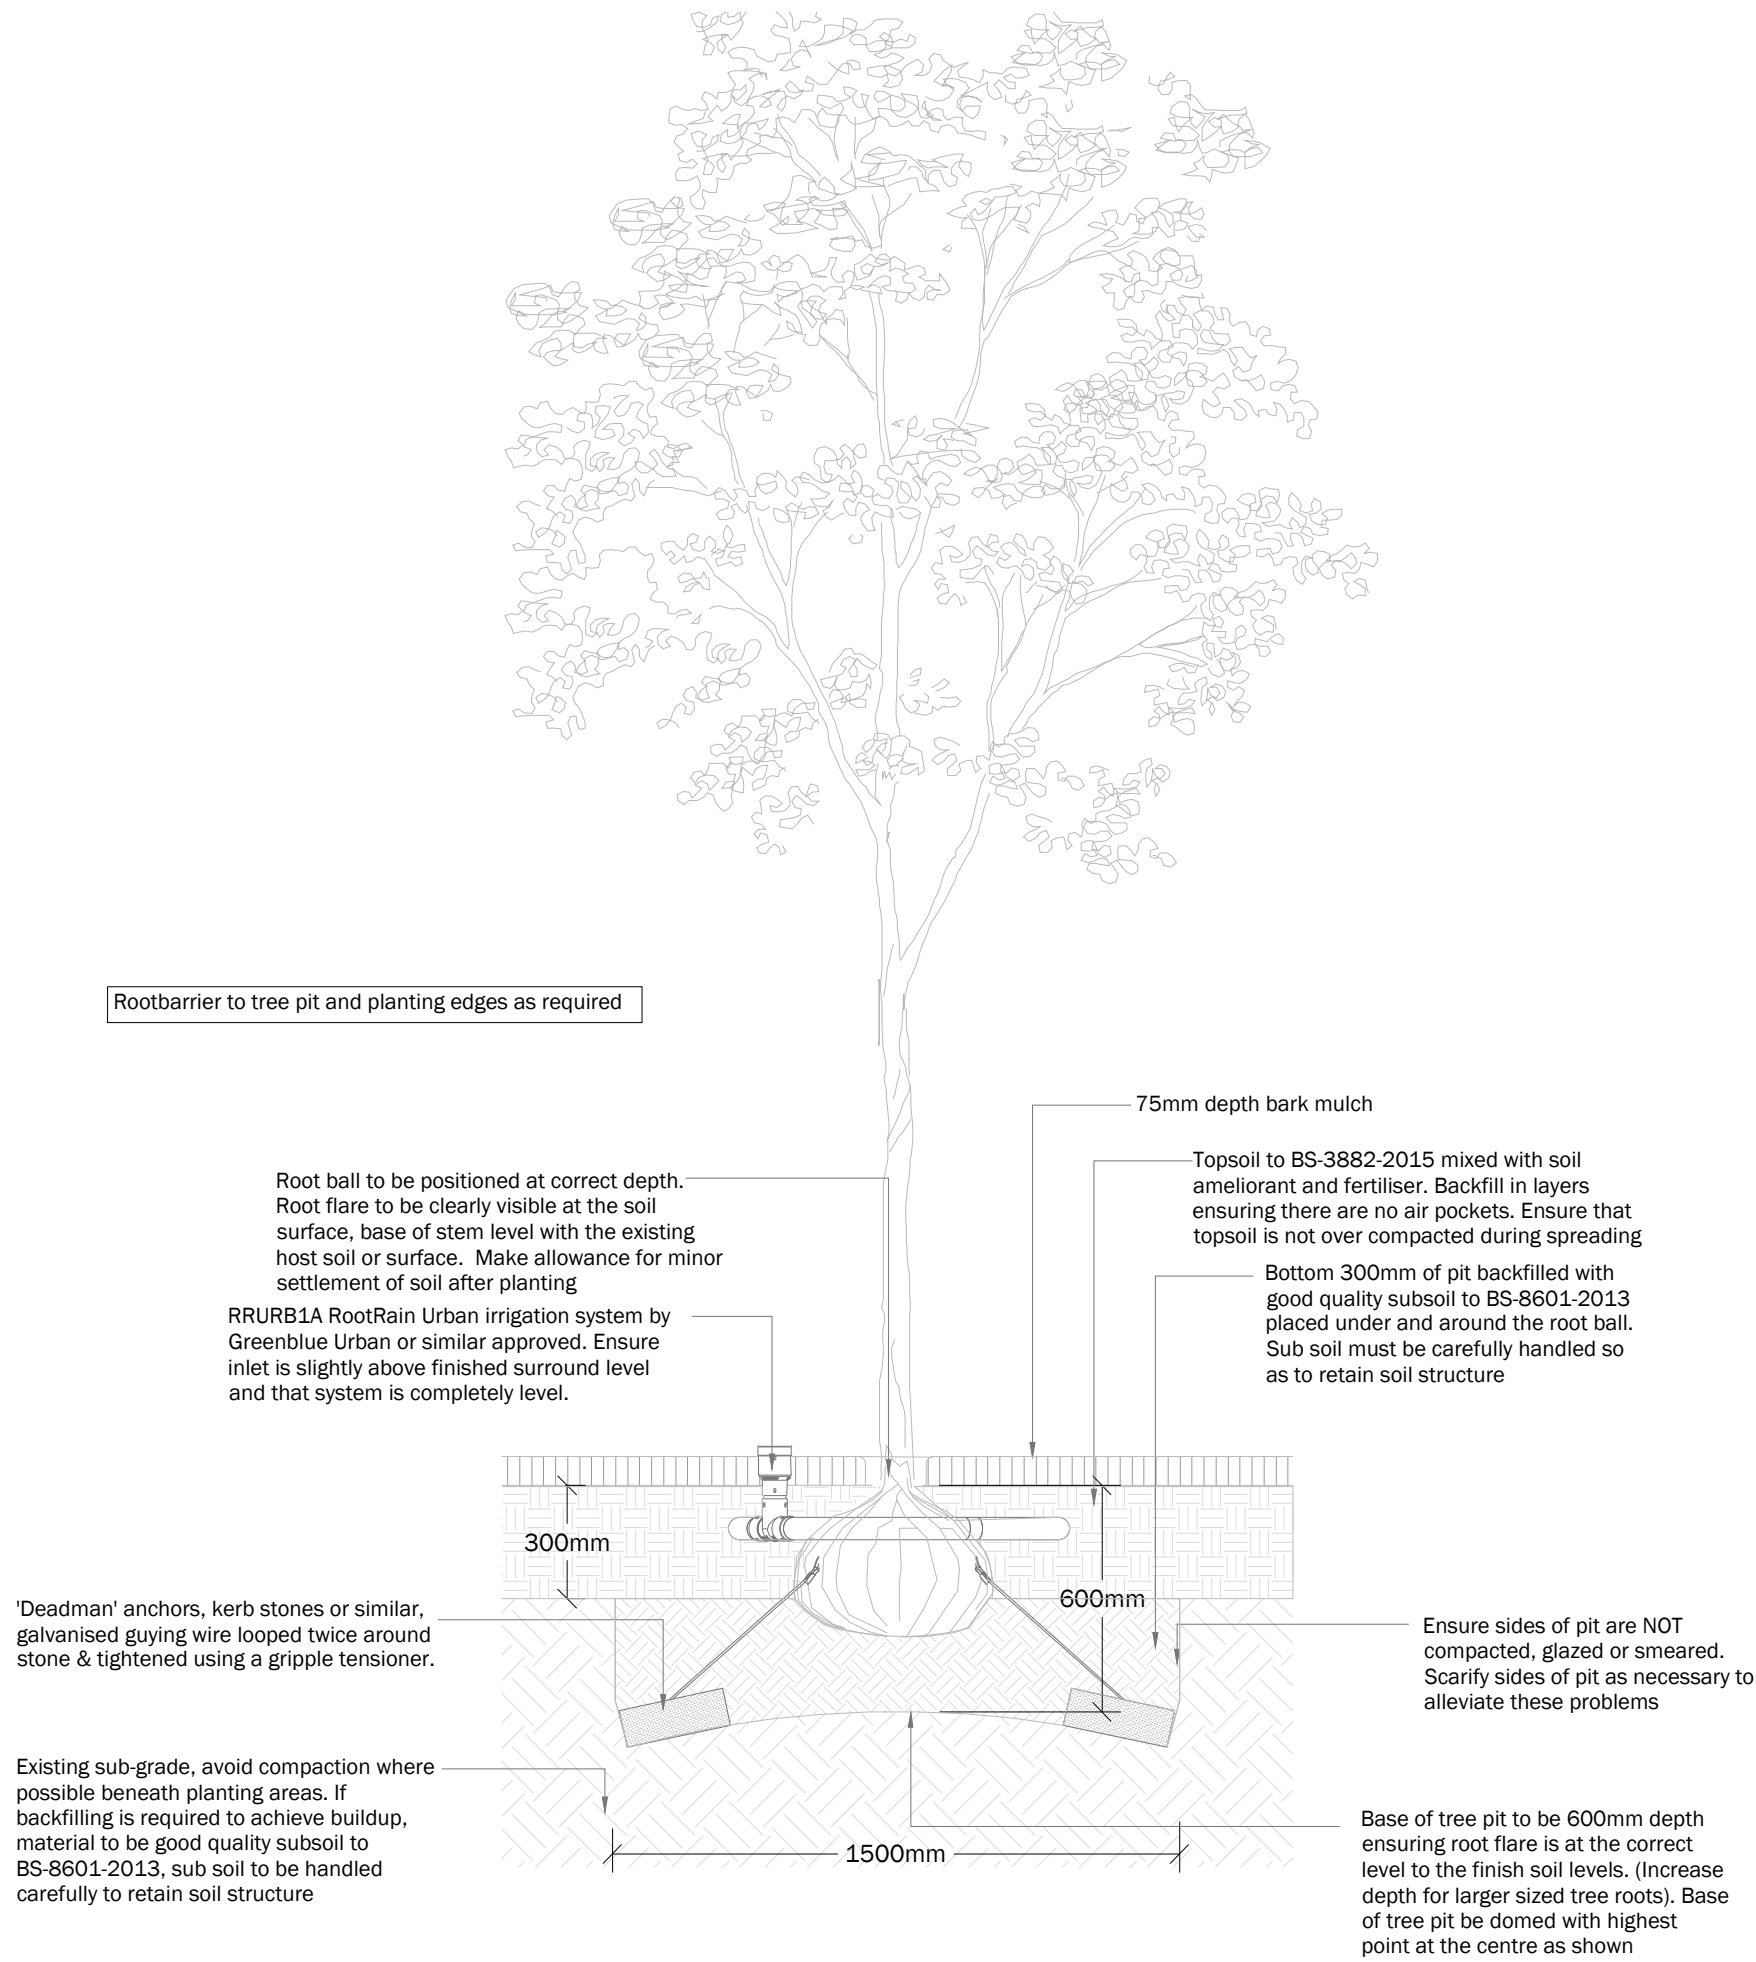 Rootbarrier to tree pit and planting edges as required
75mm depth bark mulch
Topsoil to BS-3882-2015 mixed with soil
ameliorant and fertiliser. Backfill in layers
ensuring there are no air pockets. Ensure that
topsoil is not over compacted during spreading
Root ball to be positioned at correct depth.
Root flare to be clearly visible at the soil
surface, base of stem level with the existing
host soil or surface.  Make allowance for minor
settlement of soil after planting
Bottom 300mm of pit backfilled with
good quality subsoil to BS-8601-2013
placed under and around the root ball.
Sub soil must be carefully handled so
as to retain soil structure
RRURB1A RootRain Urban irrigation system by
Greenblue Urban or similar approved. Ensure
inlet is slightly above finished surround level
and that system is completely level.
300mm
600mm
'Deadman' anchors, kerb stones or similar,
galvanised guying wire looped twice around
stone & tightened using a gripple tensioner.
Ensure sides of pit are NOT
compacted, glazed or smeared.
Scarify sides of pit as necessary to
alleviate these problems
Existing sub-grade, avoid compaction where
possible beneath planting areas. If
backfilling is required to achieve buildup,
material to be good quality subsoil to
BS-8601-2013, sub soil to be handled
carefully to retain soil structure
1500mm
Base of tree pit to be 600mm depth
ensuring root flare is at the correct
level to the finish soil levels. (Increase
depth for larger sized tree roots). Base
of tree pit be domed with highest
point at the centre as shown